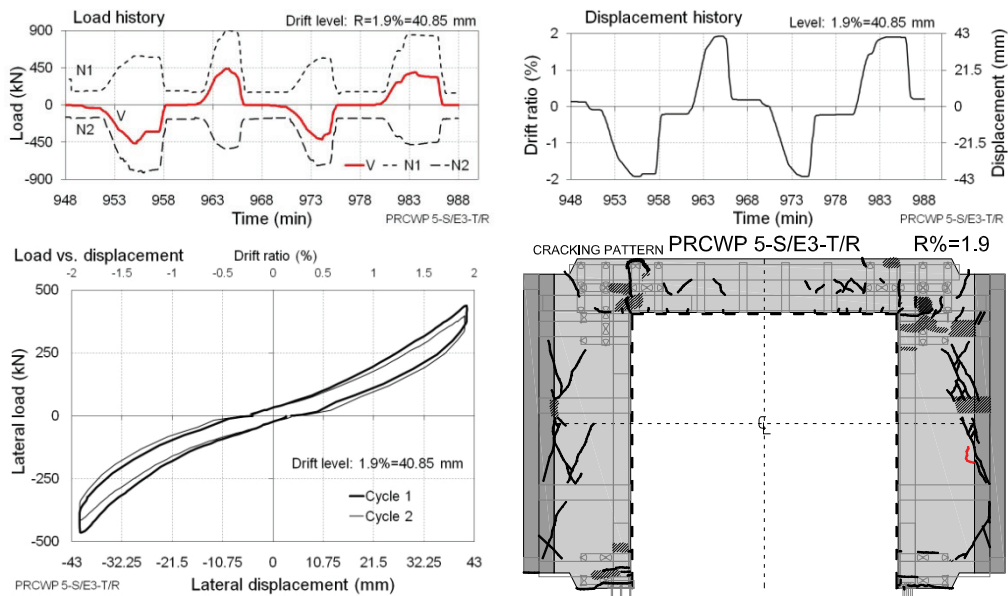 Load history
Drift level: R=1.9%=40.85 mm
900
450
0
-450
-900
Load (kN)
N1
N1
V
N2
V N1 N2
948 953 958 963 968 973 978 983 988
Time (min)
PRCWP 5-S/E3-T/R
Displacement history
Level: 1.9%=40.85 mm
2
1
0
-1
-2
Drift ratio (%)
43
21.5
0
-21.5
-43
Displacement (mm)
948 953 958 963 968 973 978 983 988
Time (min)
PRCWP 5-S/E3-T/R
Load vs. displacement
Drift ratio (%)
-2 -1.5 -1 -0.5 0 0.5 1 1.5 2
500
250
0
-250
-500
Lateral load (kN)
Drift level: 1.9%=40.85 mm
Cycle 1
Cycle 2
-43 -32.25 -21.5 -10.75 0 10.75 21.5 32.25 43
PRCWP 5-S/E3-T/R
Lateral displacement (mm)
CRACKING PATTERN PRCWP 5-S/E3-T/R R%=1.9
CL